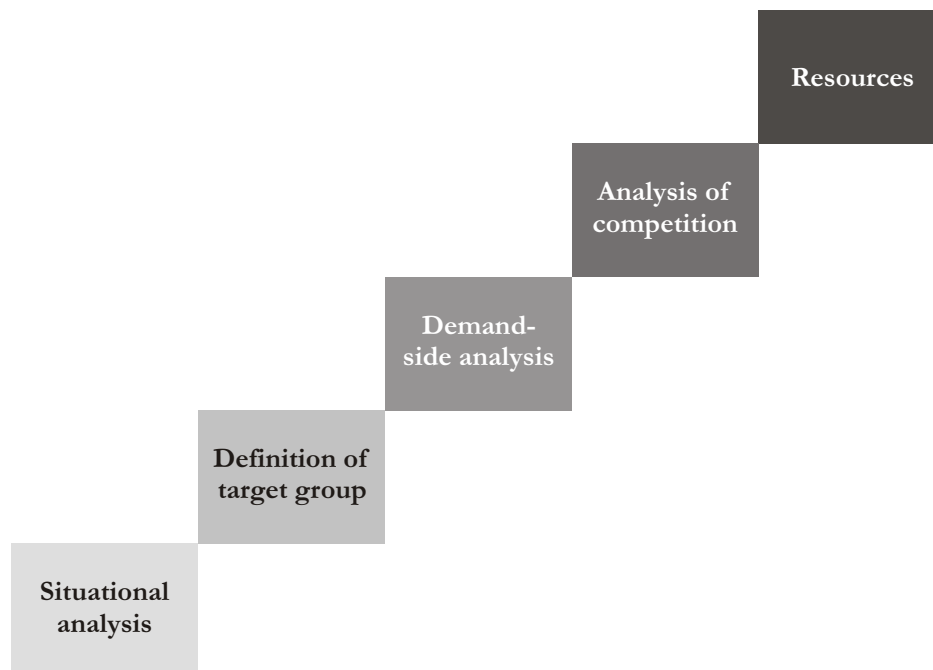 Resources
Analysis of
competition
Demand-
side analysis
Definition of
target group
Situational
analysis